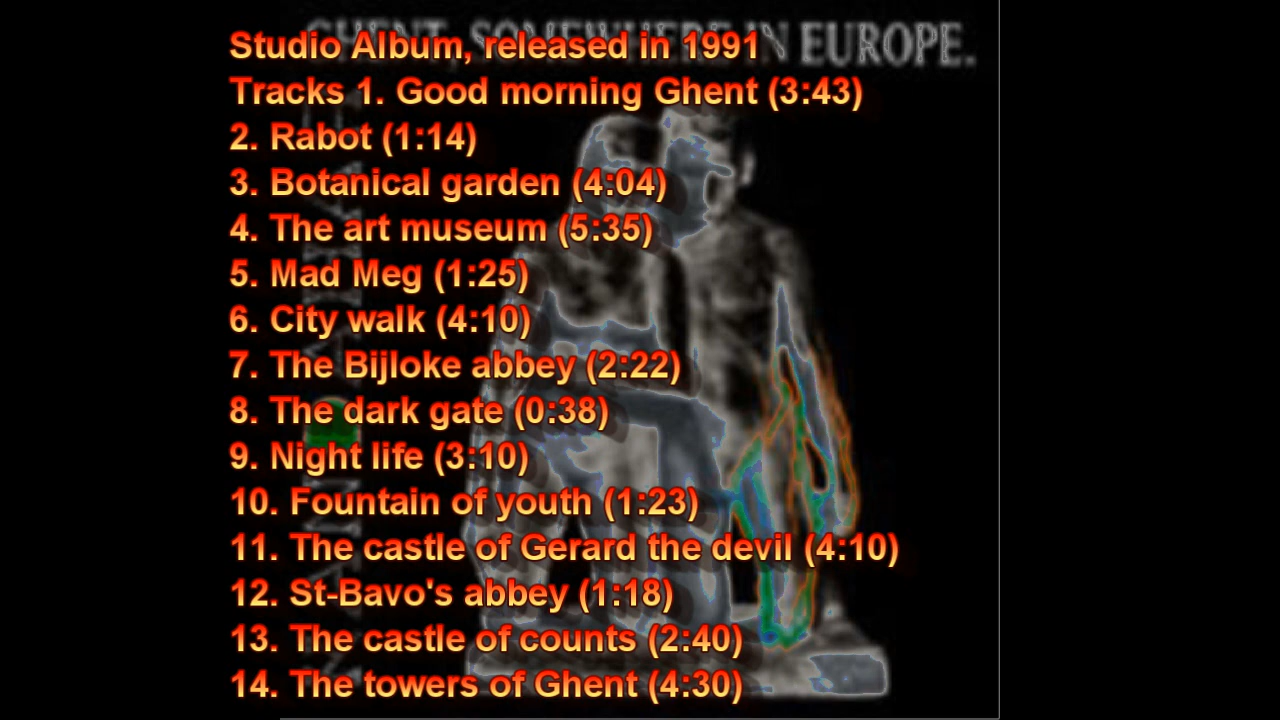 GHENT, SOMEWHERE IN EUROPE.
Studio Album, released in 1991
Tracks 1. Good morning Ghent (3:43)
2. Rabot (1:14)
3. Botanical garden (4:04)
4. The art museum (5:35)
5. Mad Meg (1:25)
6. City walk (4:10)
7. The Bijloke abbey (2:22)
8. The dark gate (0:38)
9. Night life (3:10)
10. Fountain of youth (1:23)
11. The castle of Gerard the devil (4:10)
12. St-Bavo's abbey (1:18)
13. The castle of counts (2:40)
14. The towers of Ghent (4:30)